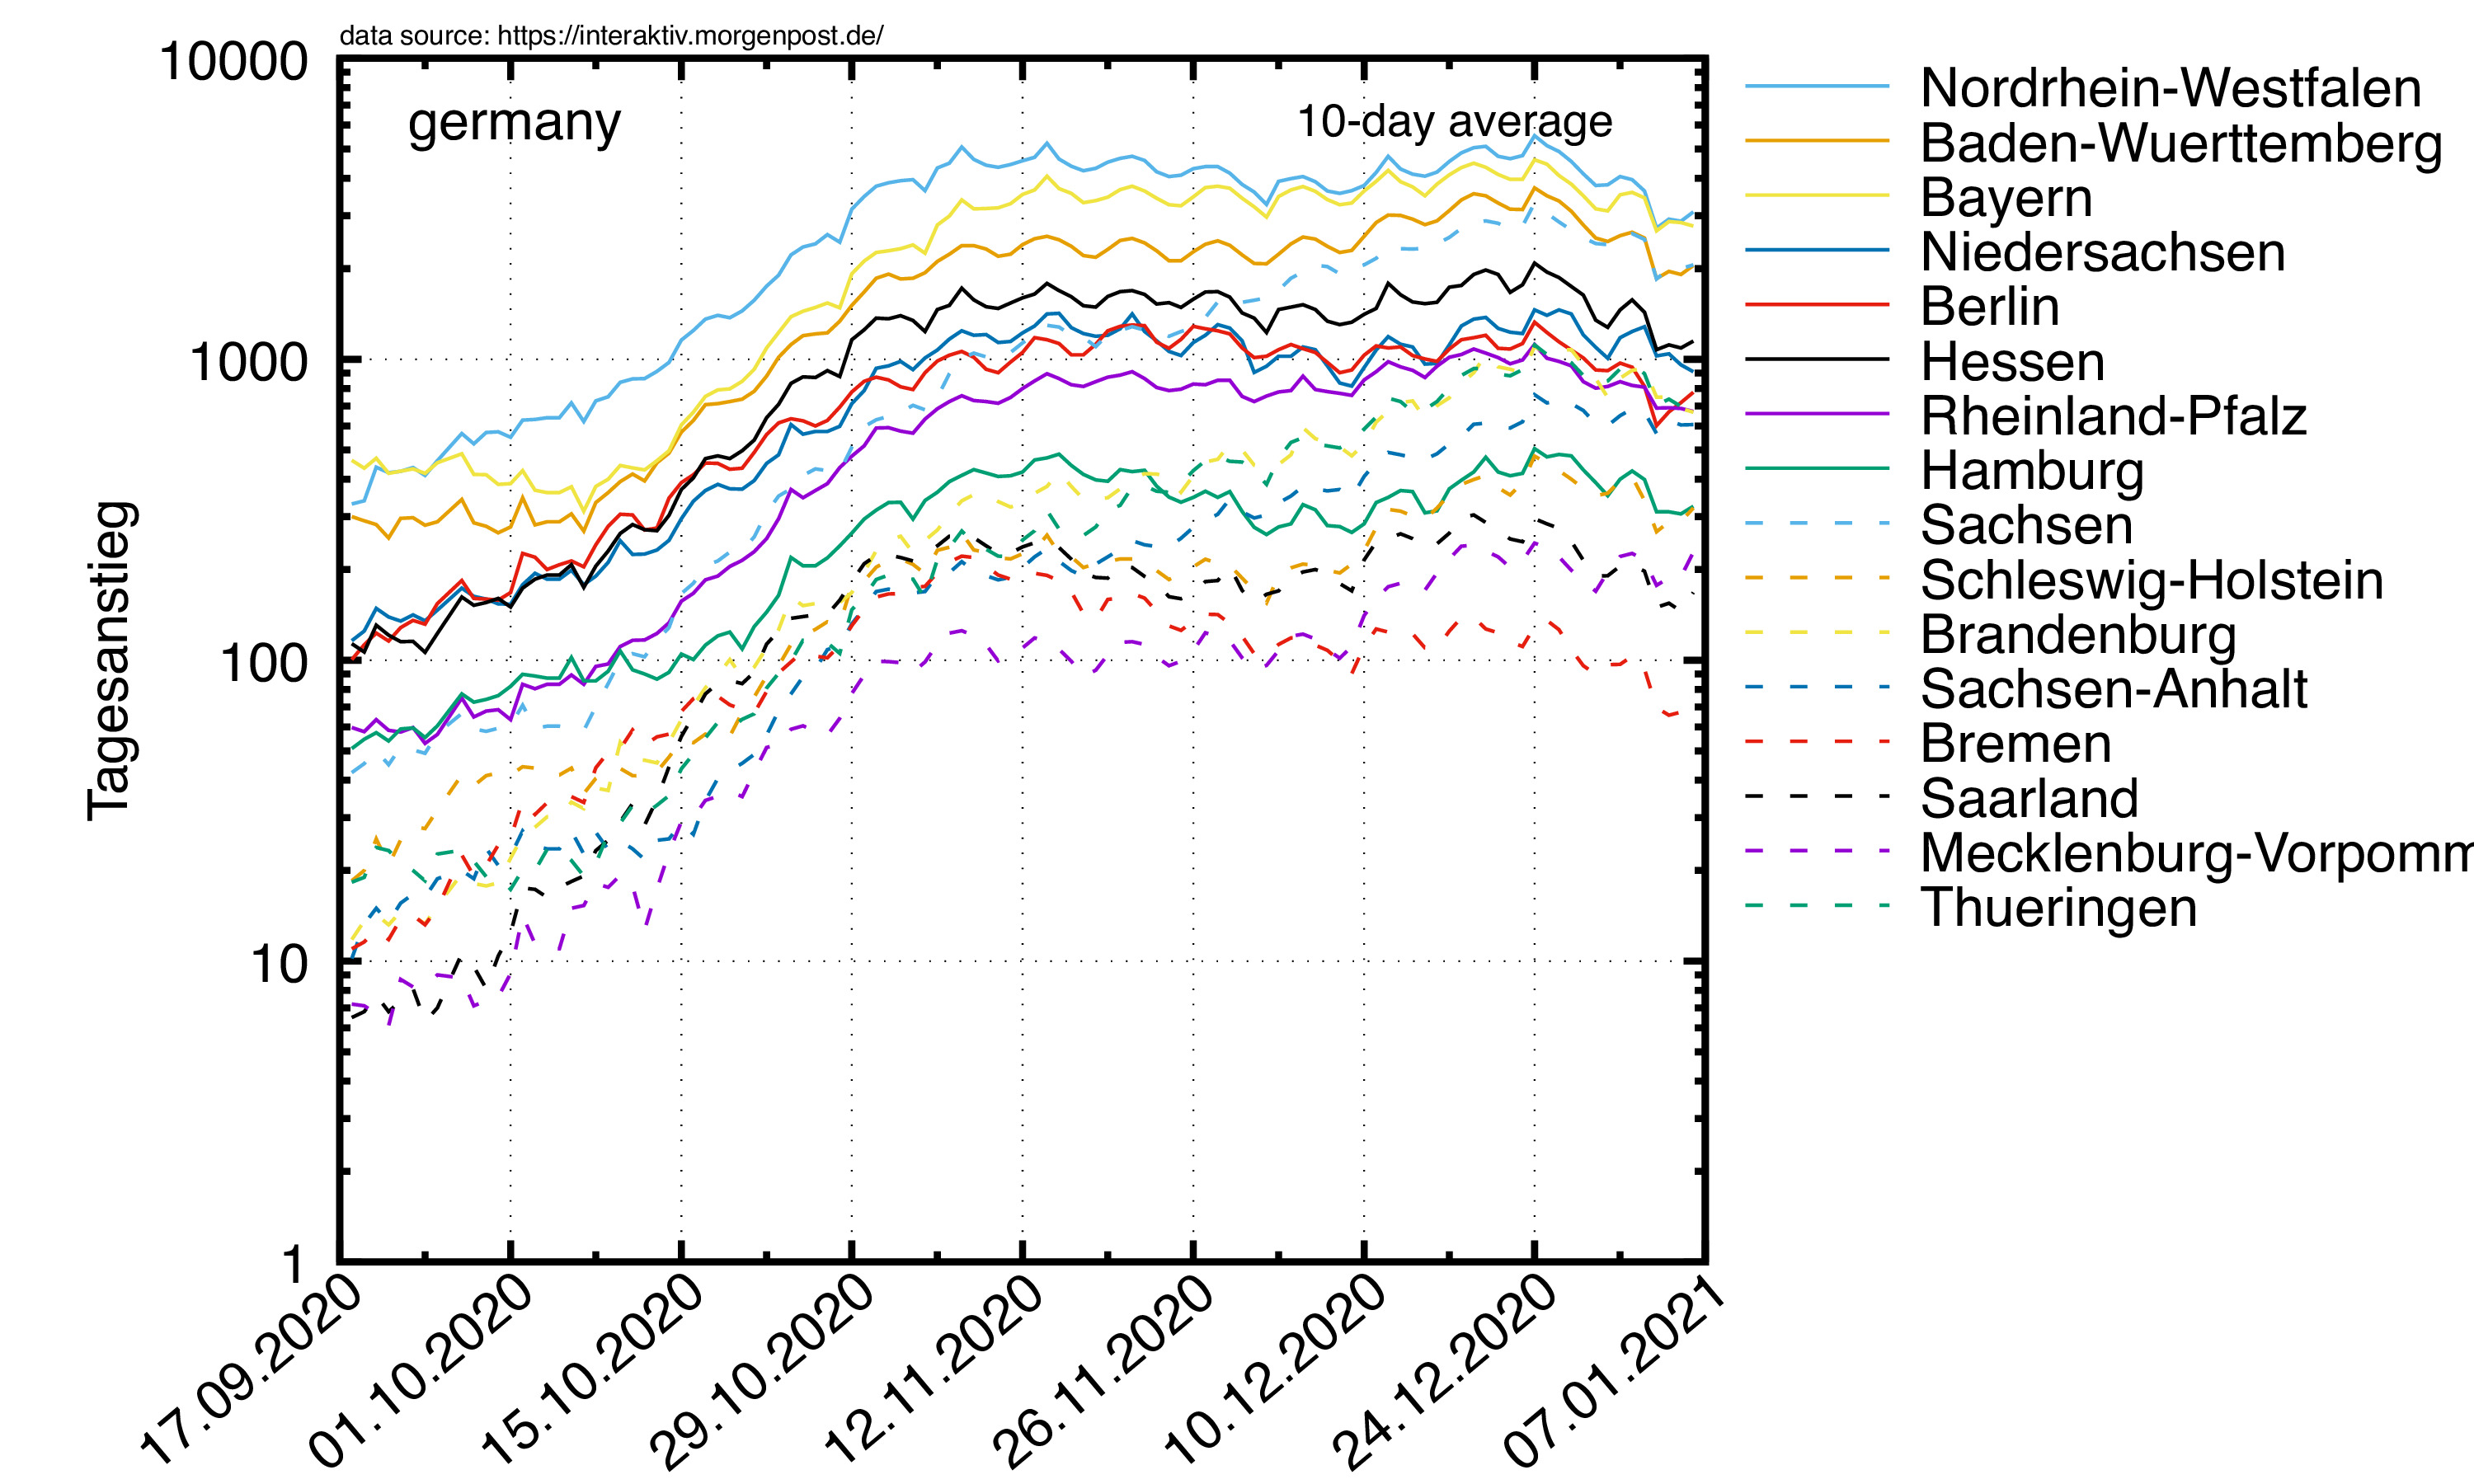 data source: https://interaktiv.morgenpost.de/
10000
1000
100
10
1
Tagesanstieg
germany
10-day average
17.09.2020
01.10.2020
15.10.2020
29.10.2020
12.11.2020
26.11.2020
10.12.2020
24.12.2020
07.01.2021
Nordrhein-Westfalen
Baden-Wuerttemberg
Bayern
Niedersachsen
Berlin
Hessen
Rheinland-Pfalz
Hamburg
Sachsen
Schleswig-Holstein
Brandenburg
Sachsen-Anhalt
Bremen
Saarland
Mecklenburg-Vorpomm
Thueringen